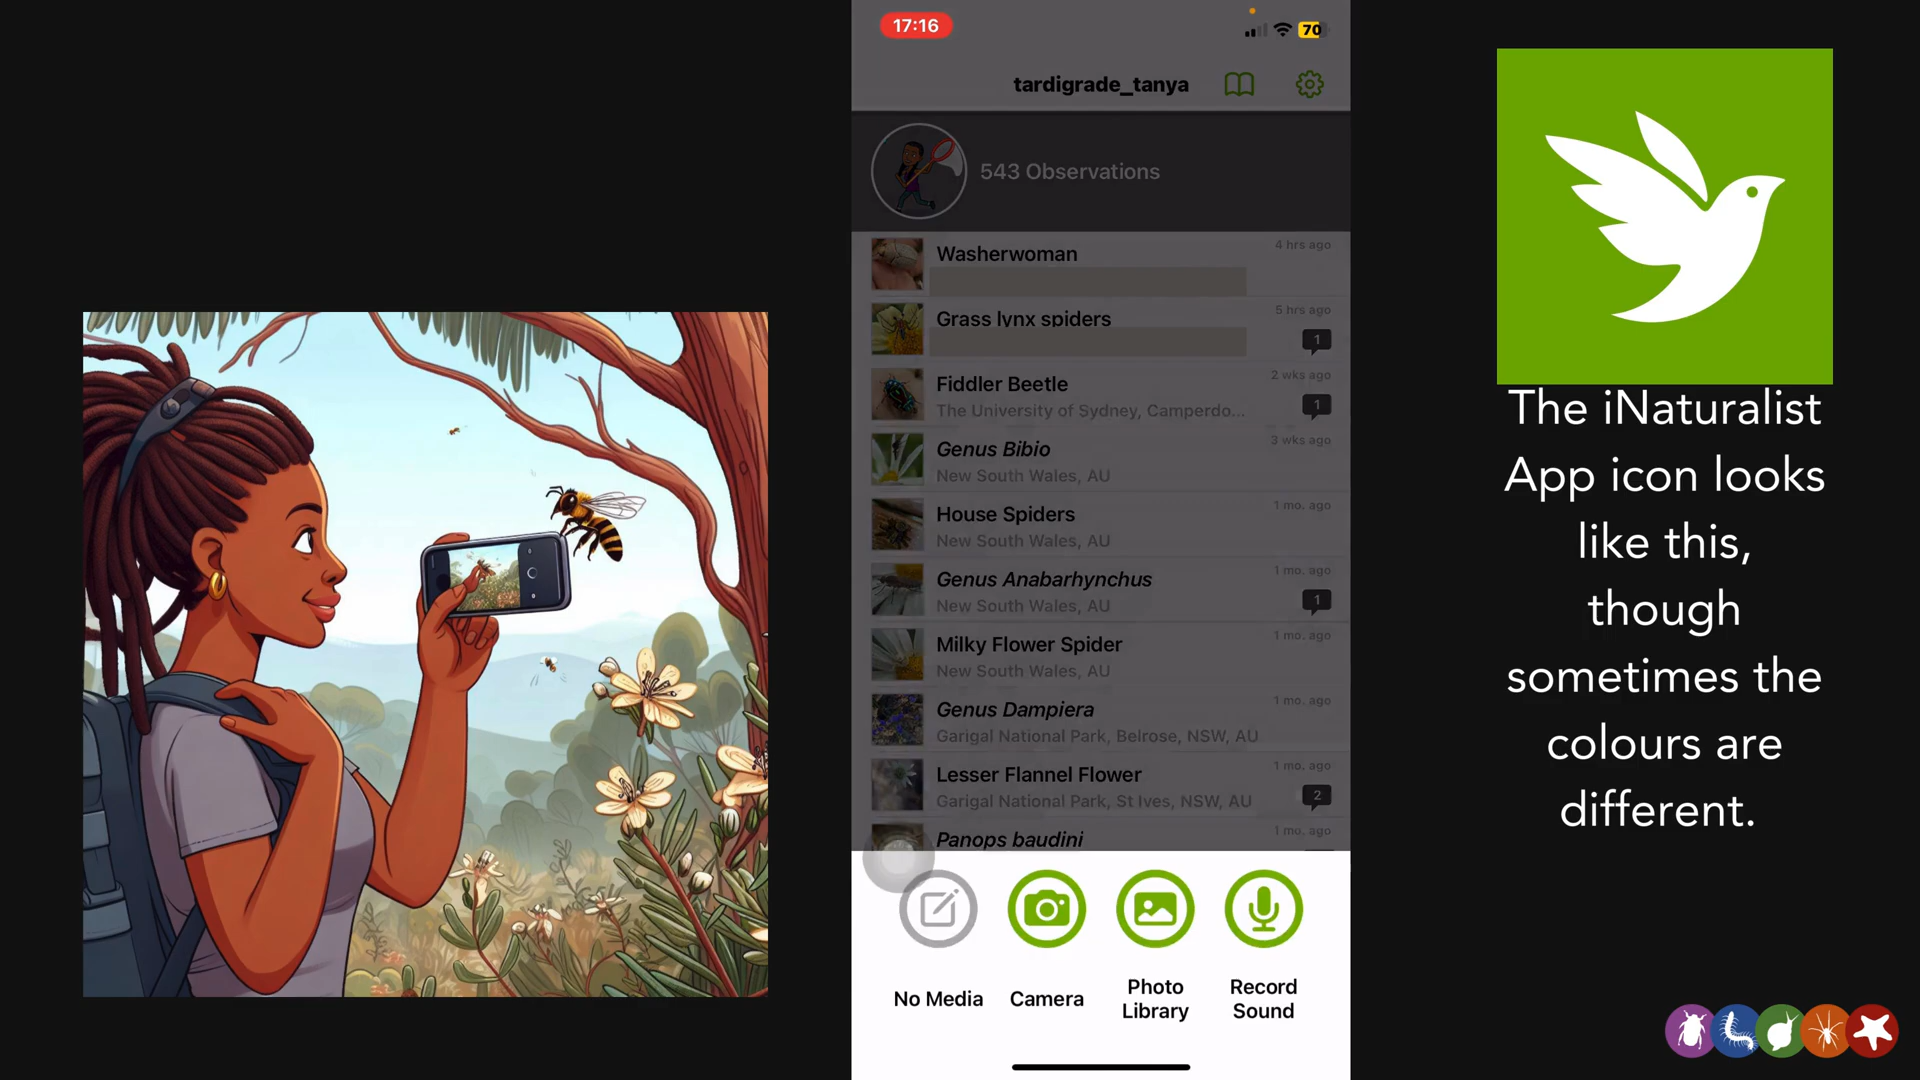 17:16
70
tardigrade_tanya
543 Observations
Washerwoman
4 hrs ago
Grass lynx spiders
5 hrs ago
1
Fiddler Beetle
2 wks ago
The University of Sydney, Camperdo...
1
Genus Bibio
3 wks ago
New South Wales, AU
House Spiders
1 mo. ago
New South Wales, AU
Genus Anabarhynchus
1 mo. ago
New South Wales, AU
1
Milky Flower Spider
1 mo. ago
New South Wales, AU
Genus Dampiera
1 mo. ago
Garigal National Park, Belrose, NSW, AU
Lesser Flannel Flower
1 mo. ago
Garigal National Park, St Ives, NSW, AU
2
Panops baudini
1 mo. ago
No Media
Camera
Photo
Library
Record
Sound
The iNaturalist
App icon looks
like this,
though
sometimes the
colours are
different.